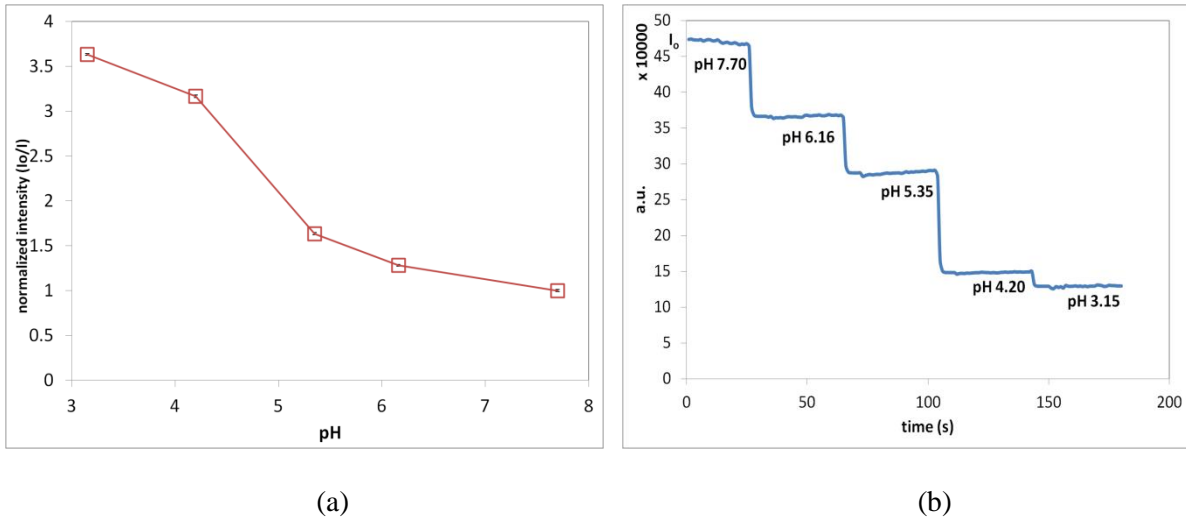 4
3.5
3
2.5
2
1.5
1
0.5
0
3 4 5 6 7 8
normalized intensity (Io/I)
pH
(a)
50
45
40
35
30
25
20
15
10
5
0
0 50 100 150 200
x 10000
a.u.
Io
pH 7.70
pH 6.16
pH 5.35
pH 4.20
pH 3.15
time (s)
(b)